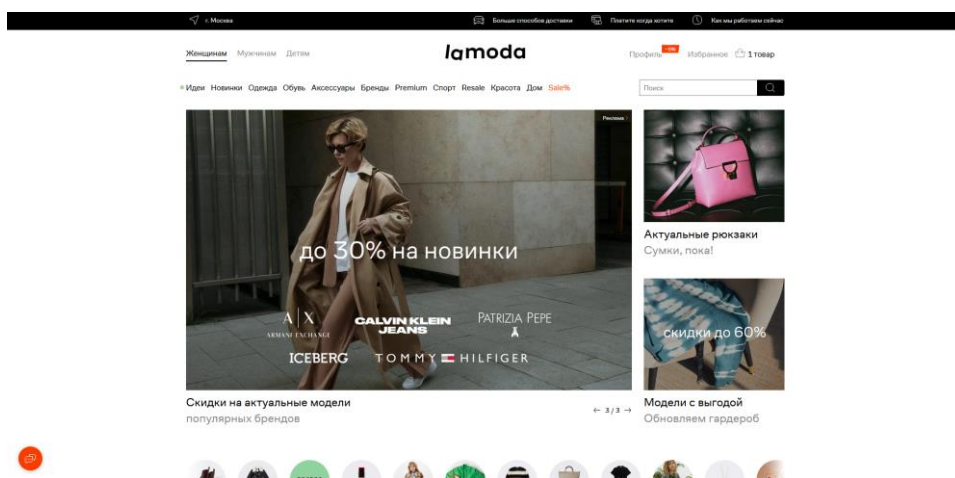 г. Москва
Больше способов доставки
Платите когда хотите
Как мы работаем сейчас
Женщинам Мужчинам Детям
lamoda
Профиль
Избранное
1 товар
Идеи Новинки Одежда Обувь Аксессуары Бренды Premium Спорт Resale Красота Дом Sale%
Поиск
Реклама
до 30% на новинки
A|X
ARMANI EXCHANGE
CALVIN KLEIN
JEANS
PATRIZIA PEPE
ICEBERG
TOMMY HILFIGER
Скидки на актуальные модели
популярных брендов
← 3/3 →
Актуальные рюкзаки
Сумки, пока!
скидки до 60%
Модели с выгодой
Обновляем гардероб